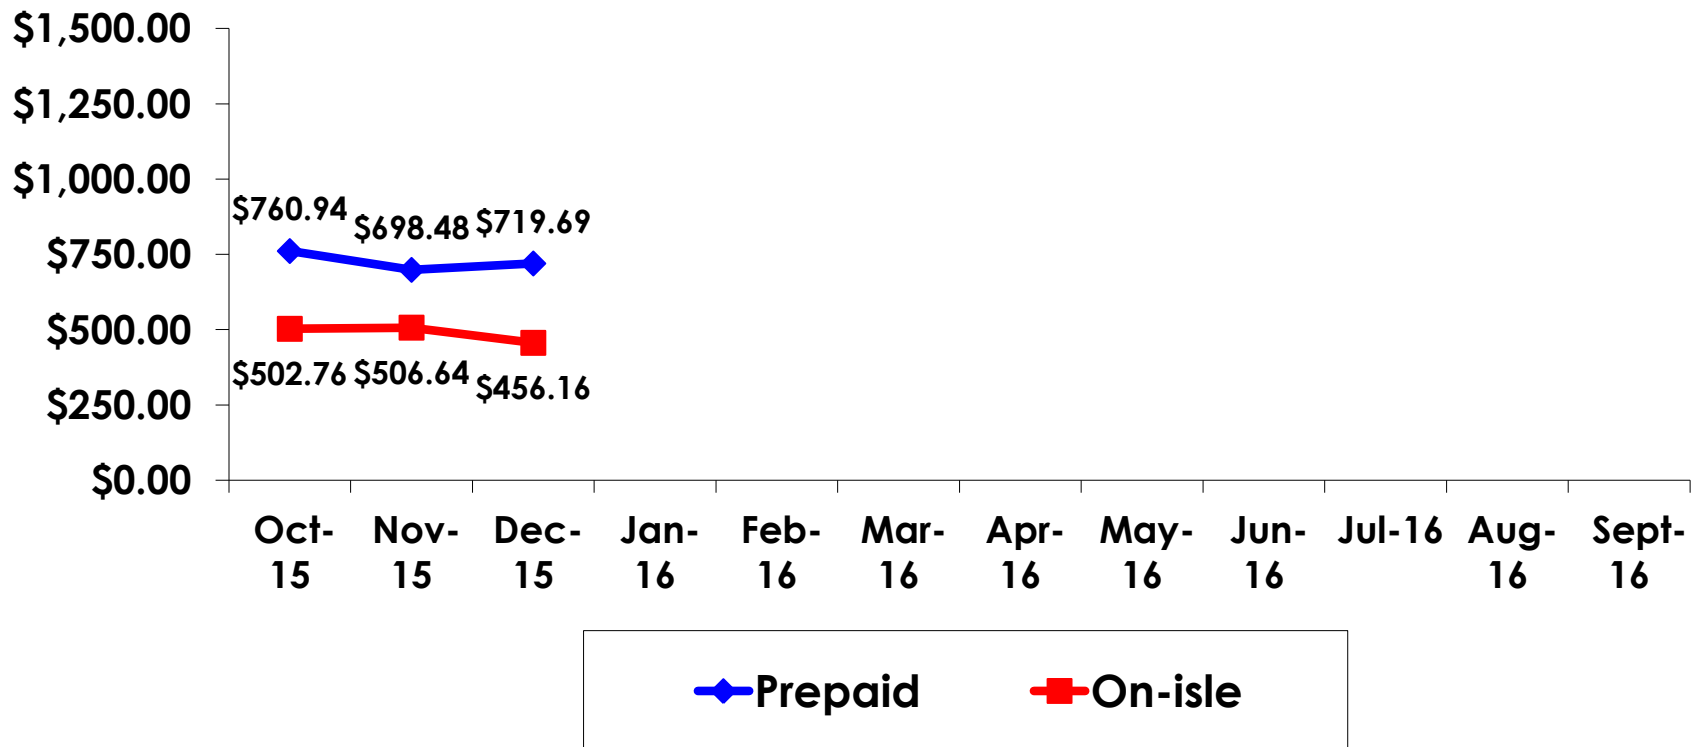 $1,500.00
$1,250.00
$1,000.00
$750.00
$500.00
$250.00
$0.00
$760.94
$698.48
$719.69
$502.76
$506.64
$456.16
Oct-
15
Nov-
15
Dec-
15
Jan-
16
Feb-
16
Mar-
16
Apr-
16
May-
16
Jun-
16
Jul-16
Aug-
16
Sept-
16
Prepaid
On-isle